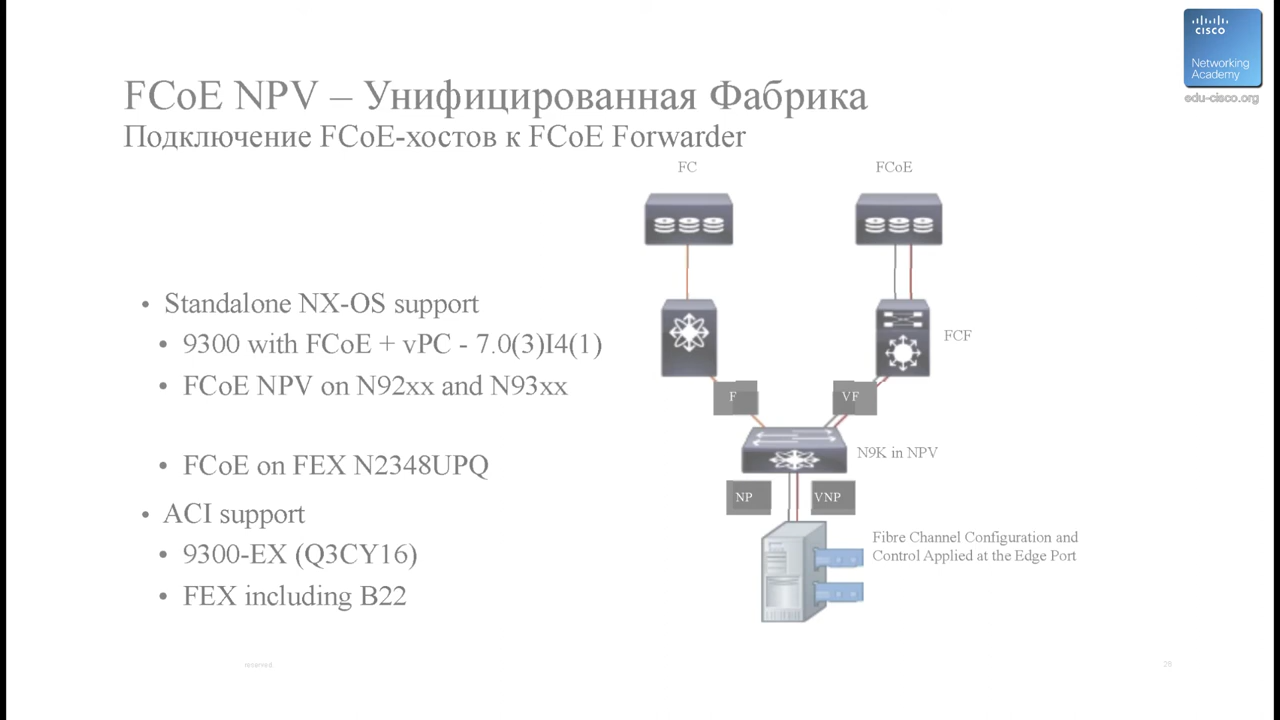 CISCO
Networking
Academy
edu-cisco.org
FCoE NPV – Унифицированная Фабрика
Подключение FCoE-хостов к FCoE Forwarder
FC
FCoE
• Standalone NX-OS support
• 9300 with FCoE + vPC - 7.0(3)I4(1)
• FCoE NPV on N92xx and N93xx
• FCoE on FEX N2348UPQ
• ACI support
• 9300-EX (Q3CY16)
• FEX including B22
FCF
F
VF
N9K in NPV
NP
VNP
Fibre Channel Configuration and
Control Applied at the Edge Port
reserved.
26